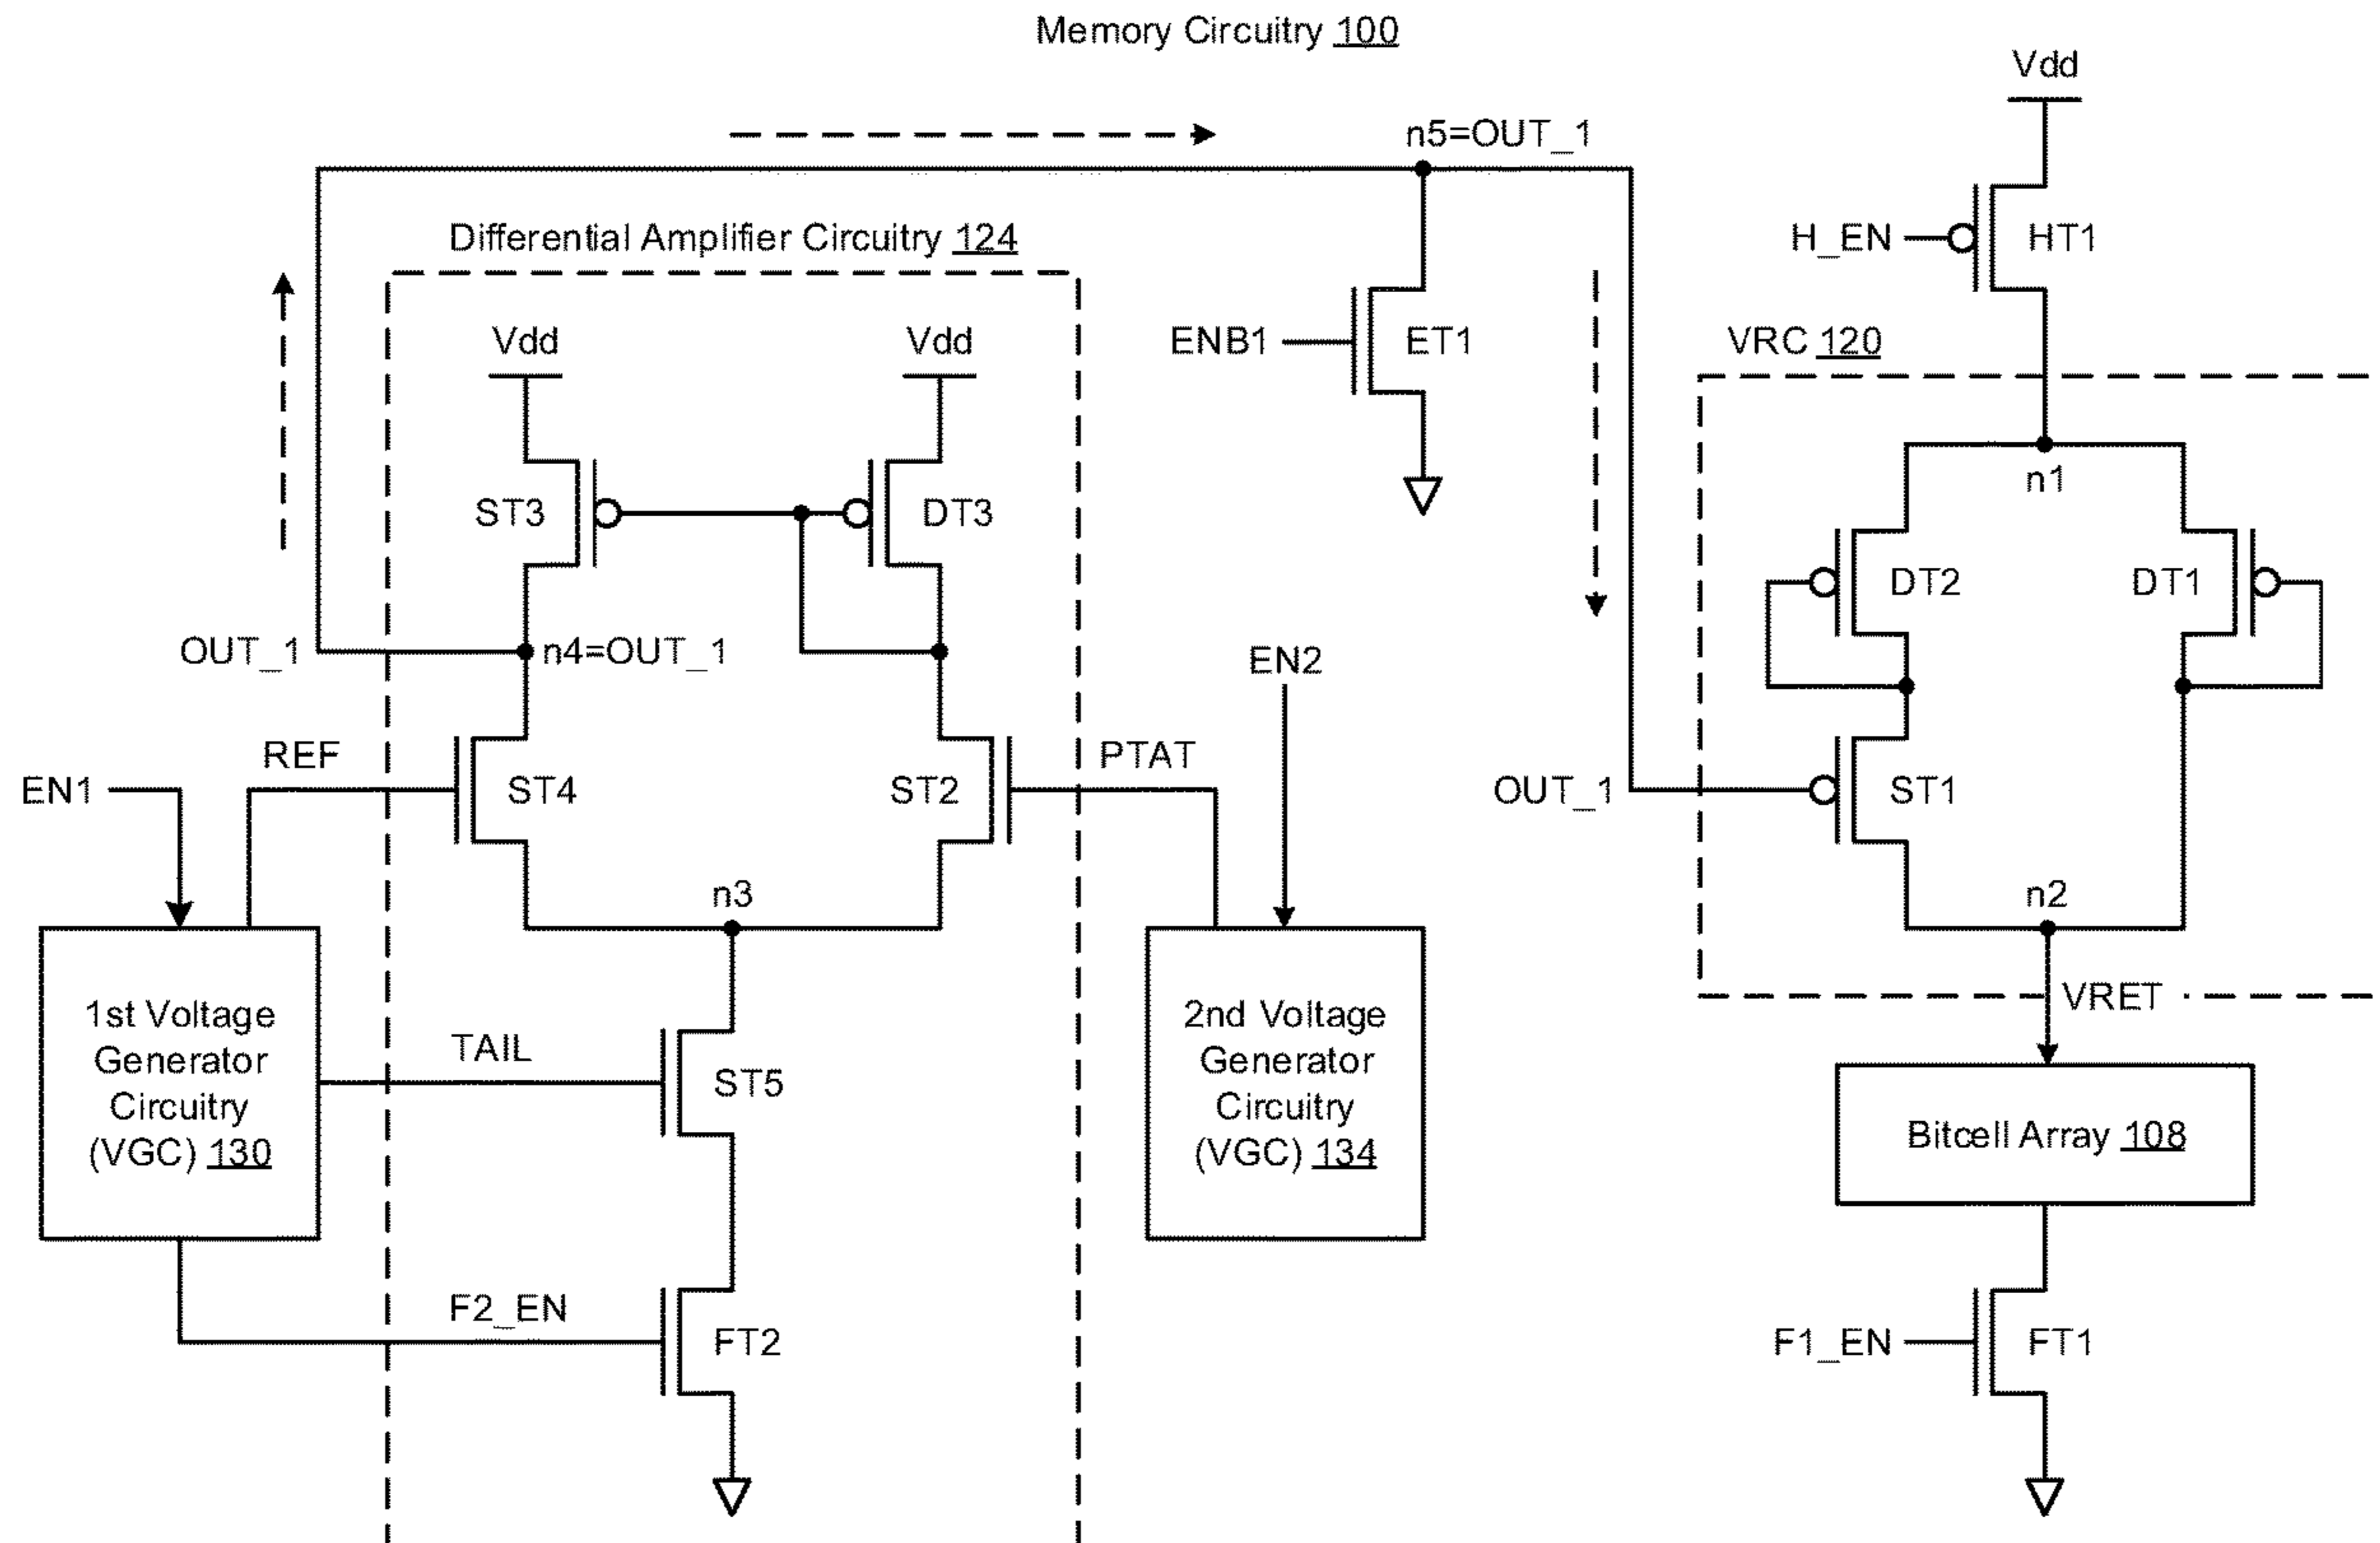 Memory Circuitry 100
Vdd
n5=OUT_1
Differential Amplifier Circuitry 124
H_EN
HT1
Vdd
Vdd
ENB1
ET1
VRC 120
n1
ST3
DT3
DT2
DT1
OUT_1
n4=OUT_1
EN2
REF
PTAT
EN1
ST4
ST2
OUT_1
ST1
n3
n2
VRET
1st Voltage
Generator
Circuitry
(VGC) 130
TAIL
ST5
2nd Voltage
Generator
Circuitry
(VGC) 134
Bitcell Array 108
F2_EN
FT2
F1_EN
FT1